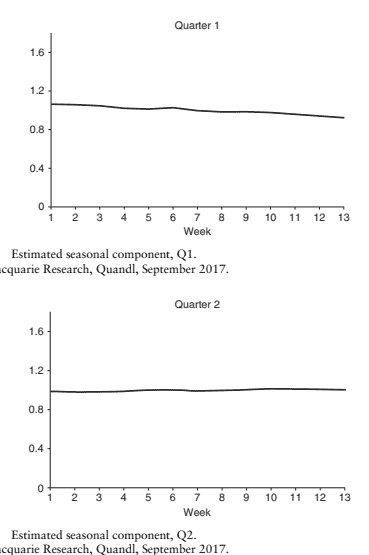 Quarter 1
1.6
1.2
0.8
0.4
0
1 2 3 4 5 6 7 8 9 10 11 12 13
Week
Estimated seasonal component, Q1.
cquarie Research, Quandl, September 2017.
Quarter 2
1.6
1.2
0.8
0.4
0
1 2 3 4 5 6 7 8 9 10 11 12 13
Week
Estimated seasonal component, Q2.
cquarie Research, Quandl, September 2017.